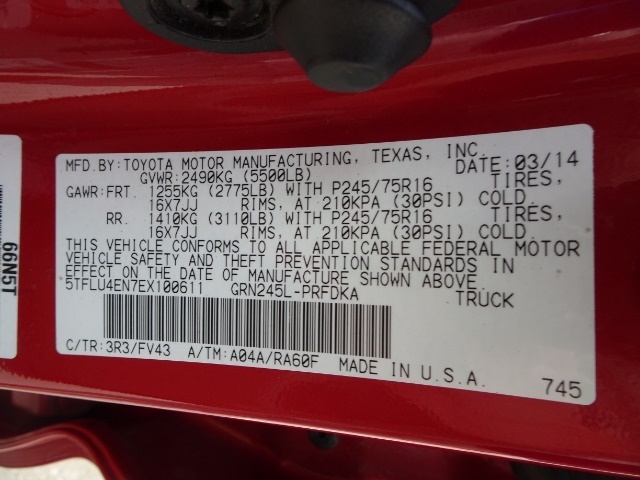 MFD.BY:TOYOTA MOTOR MANUFACTURING, TEXAS, INC.
GVWR:2490KG (5500LB) DATE:03/14
GAWR:FRT. 1255KG (2775LB) WITH P245/75R16 TIRES,
16X7JJ RIMS, AT 210KPA (30PSI) COLD.
RR. 1410KG (3110LB) WITH P245/75R16 TIRES,
16X7JJ RIMS, AT 210KPA (30PSI) COLD.
THIS VEHICLE CONFORMS TO ALL APPLICABLE FEDERAL MOTOR
VEHICLE SAFETY AND THEFT PREVENTION STANDARDS IN
EFFECT ON THE DATE OF MANUFACTURE SHOWN ABOVE.
5TFLU4EN7EX100611 GRN245L-PRFDKA TRUCK
C/TR:3R3/FV43 A/TM:A04A/RA60F MADE IN U.S.A.
745
66N5T